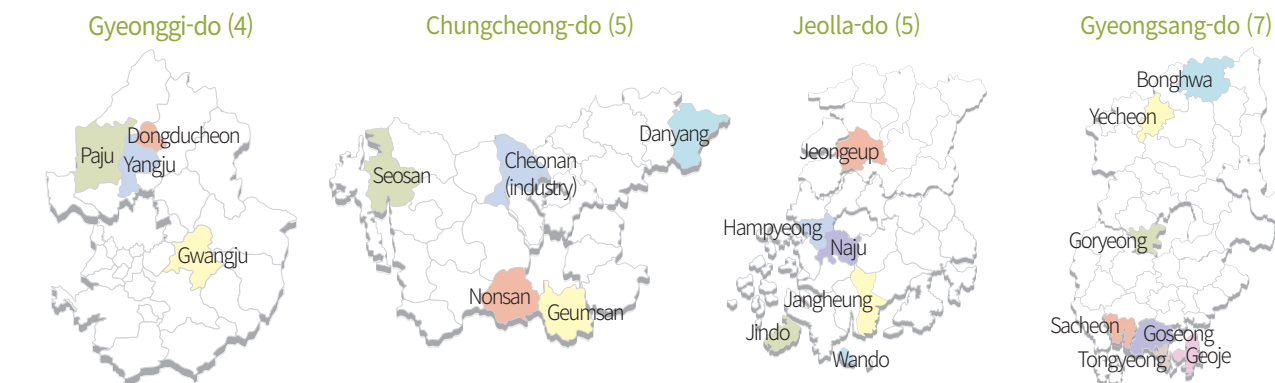 Gyeonggi-do (4)
Dongducheon
Paju
Yangju
Gwangju
Chungcheong-do (5)
Danyang
Cheonan
(industry)
Seosan
Nonsan
Geumsan
Jeolla-do (5)
Jeongeup
Hampyeong
Naju
Jangheung
Jindo
Wando
Gyeongsang-do (7)
Bonghwa
Yecheon
Goryeong
Sacheon
Goseong
Tongyeong
Geoje